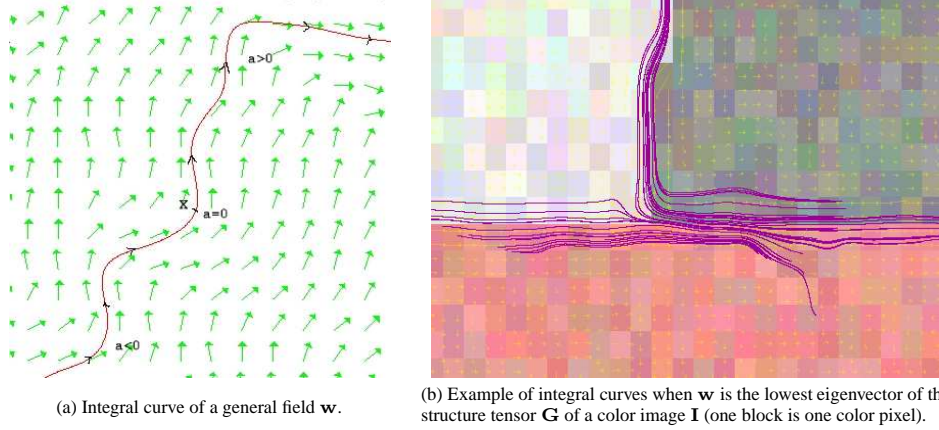 a>0
X
a=0
a<0
(a) Integral curve of a general field w.
(b) Example of integral curves when w is the lowest eigenvector of th
structure tensor G of a color image I (one block is one color pixel).